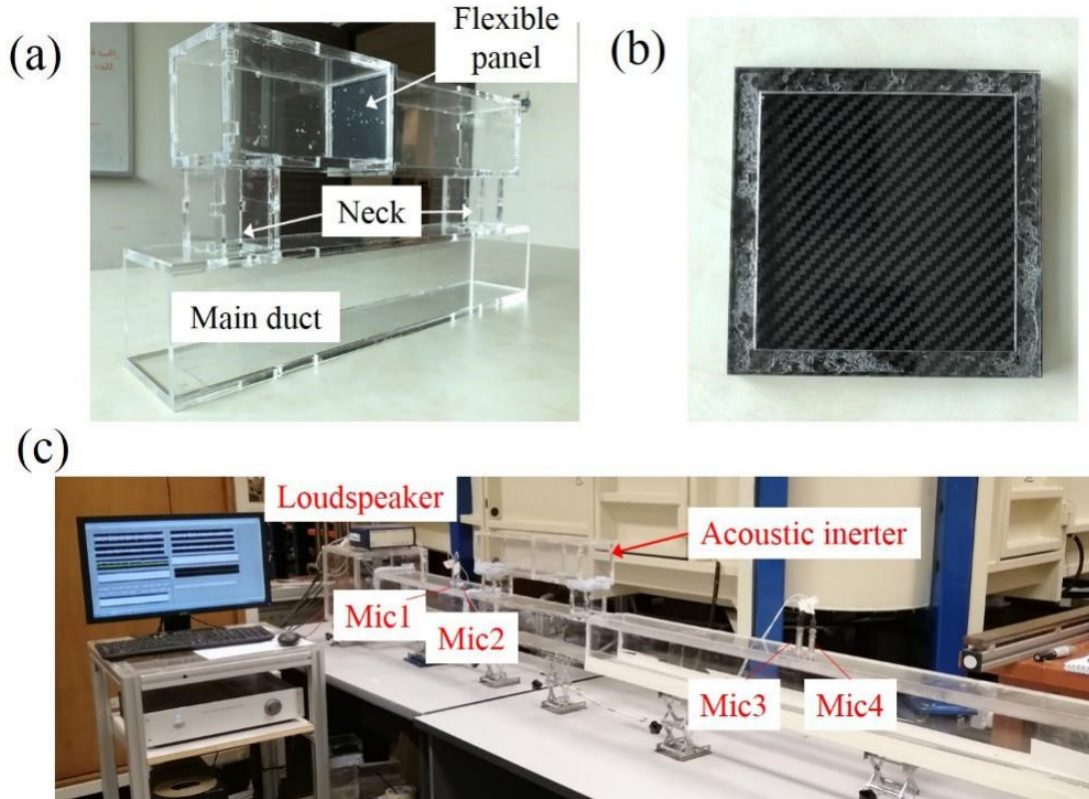 (a)
Flexible
panel
Neck
Main duct
(b)
(c)
Loudspeaker
Acoustic inerter
Mic1
Mic2
Mic3
Mic4